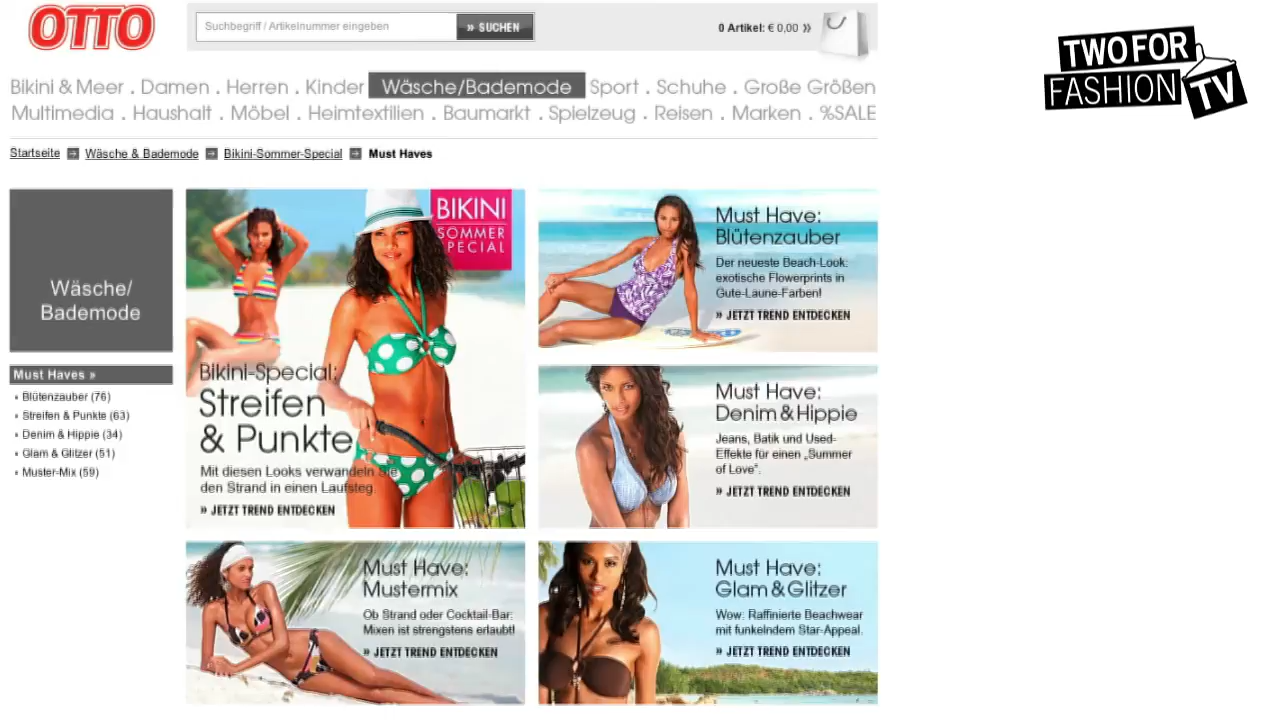 OTTO
Suchbegriff / Artikelnummer eingeben
» SUCHEN
0 Artikel: € 0,00 »
TWO FOR
FASHION
TV
Bikini & Meer . Damen . Herren . Kinder Wäsche/Bademode Sport . Schuhe . Große Größen
Multimedia . Haushalt . Möbel . Heimtextilien . Baumarkt . Spielzeug . Reisen . Marken . %SALE
Startseite Wäsche & Bademode Bikini-Sommer-Special Must Haves
Wäsche/
Bademode
Must Haves »
Blütenzauber (76)
Streifen & Punkte (63)
Denim & Hippie (34)
Glam & Glitzer (51)
Muster-Mix (59)
BIKINI
SOMMER
SPECIAL
Bikini-Special:
Streifen
& Punkte
Mit diesen Looks verwandeln Sie
den Strand in einen Laufsteg.
» JETZT TREND ENTDECKEN
Must Have:
Blütenzauber
Der neueste Beach-Look:
exotische Flowerprints in
Gute-Laune-Farben!
» JETZT TREND ENTDECKEN
Must Have:
Denim & Hippie
Jeans, Batik und Used-
Effekte für einen „Summer
of Love".
» JETZT TREND ENTDECKEN
Must Have:
Mustermix
Ob Strand oder Cocktail-Bar:
Mixen ist strengstens erlaubt!
» JETZT TREND ENTDECKEN
Must Have:
Glam & Glitzer
Wow: Raffinierte Beachwear
mit funkelndem Star-Appeal.
» JETZT TREND ENTDECKEN